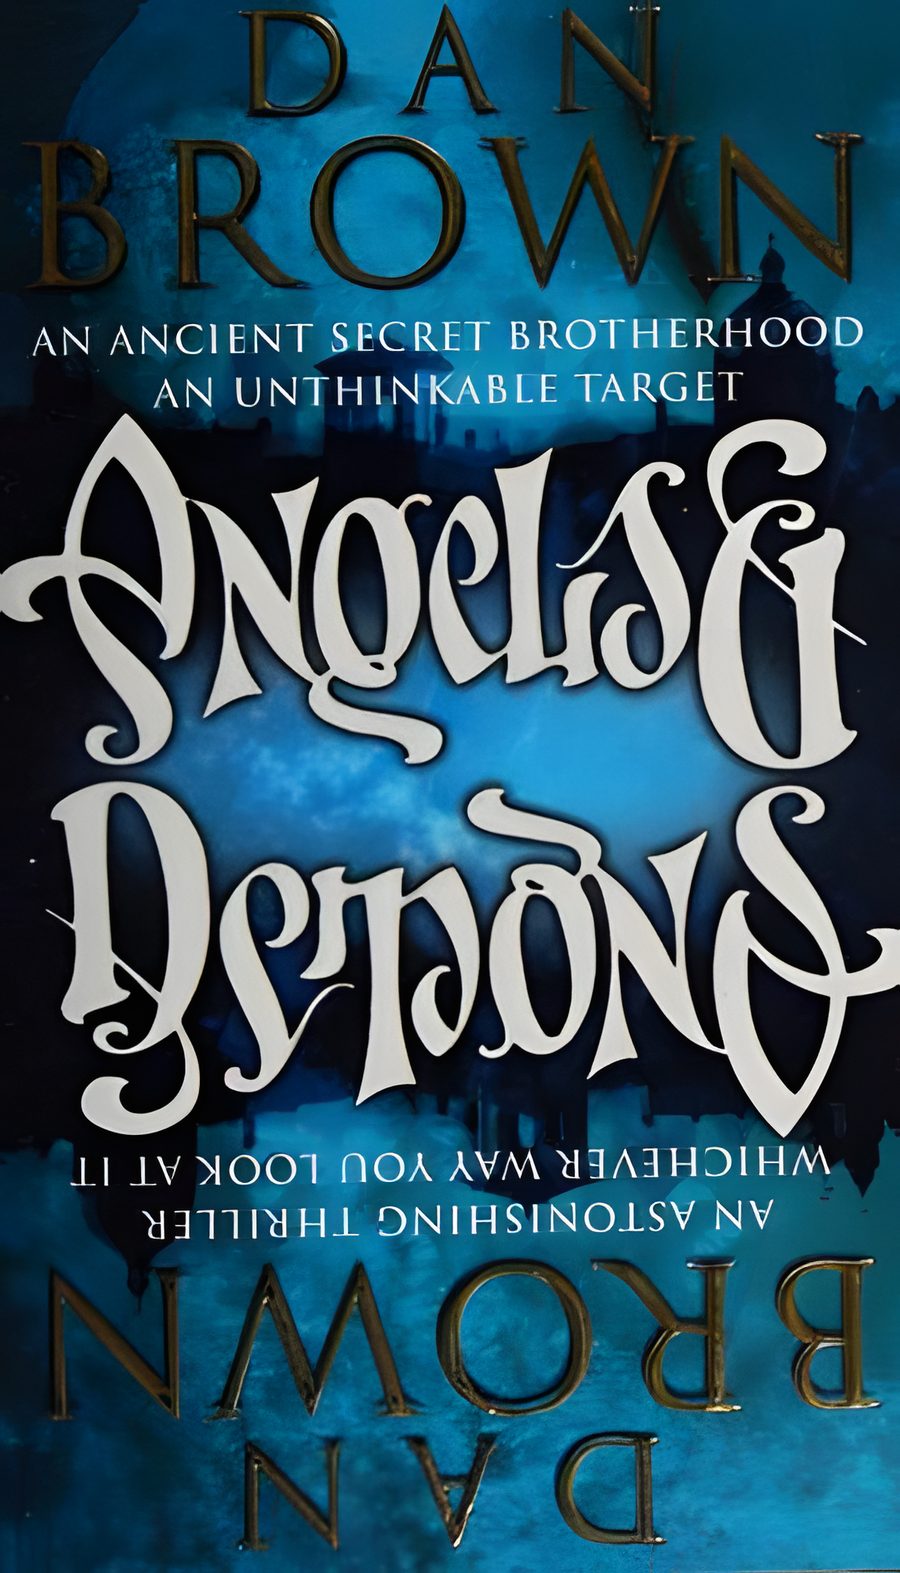 DAN
BROWN
AN ANCIENT SECRET BROTHERHOOD
AN UNTHINKABLE TARGET
Angels &
Demons
WHICHEVER WAY YOU LOOK AT IT
AN ASTONISHING THRILLER
BROWN
DAN